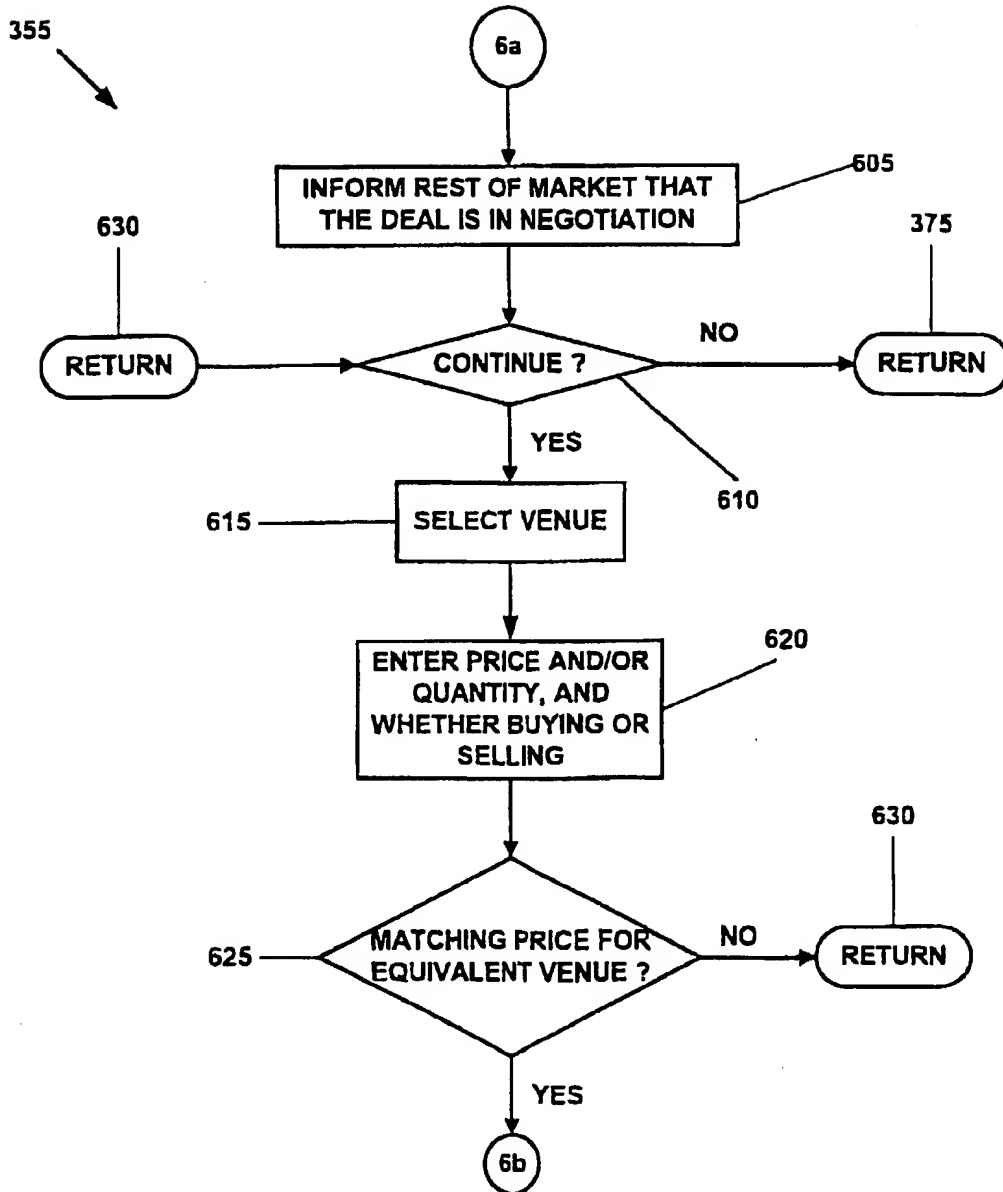 355
6a
INFORM REST OF MARKET THAT
THE DEAL IS IN NEGOTIATION
605
630
375
RETURN
CONTINUE ?
NO
RETURN
YES
610
615
SELECT VENUE
620
ENTER PRICE AND/OR
QUANTITY, AND
WHETHER BUYING OR
SELLING
630
625
MATCHING PRICE FOR
EQUIVALENT VENUE ?
NO
RETURN
YES
6b